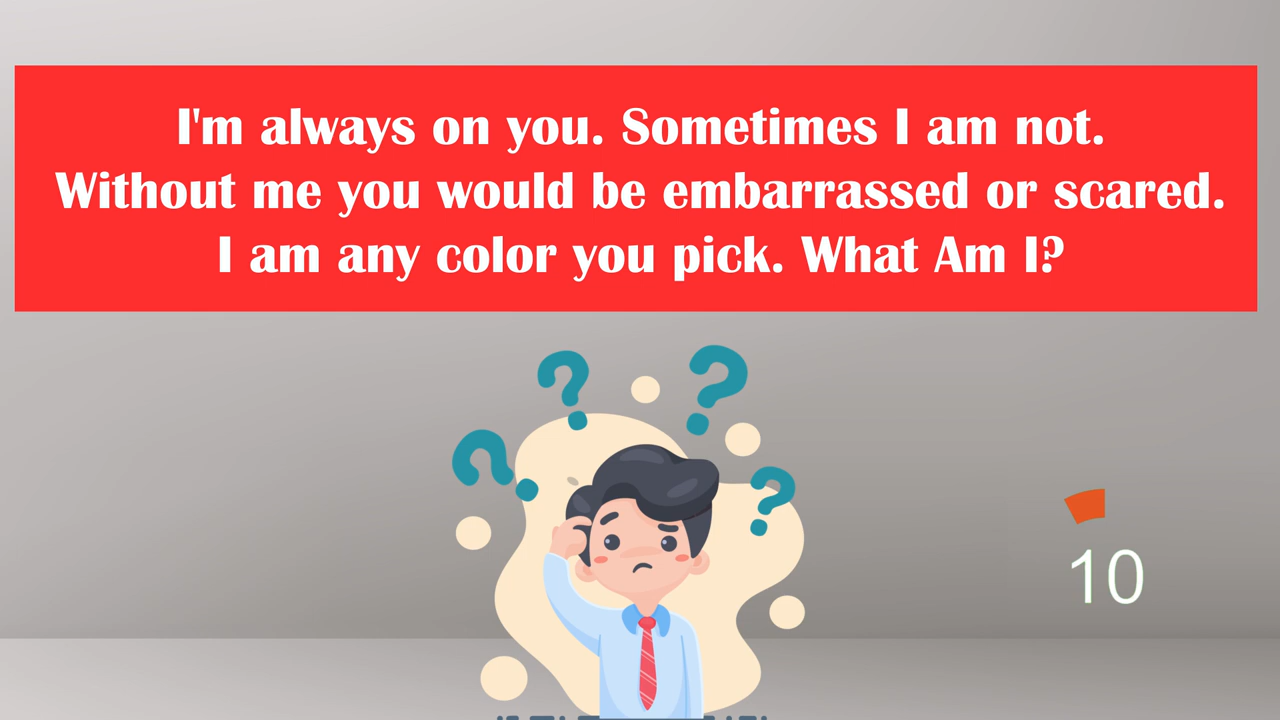 I'm always on you. Sometimes I am not.
Without me you would be embarrassed or scared.
I am any color you pick. What Am I?
? ? ? ?
10